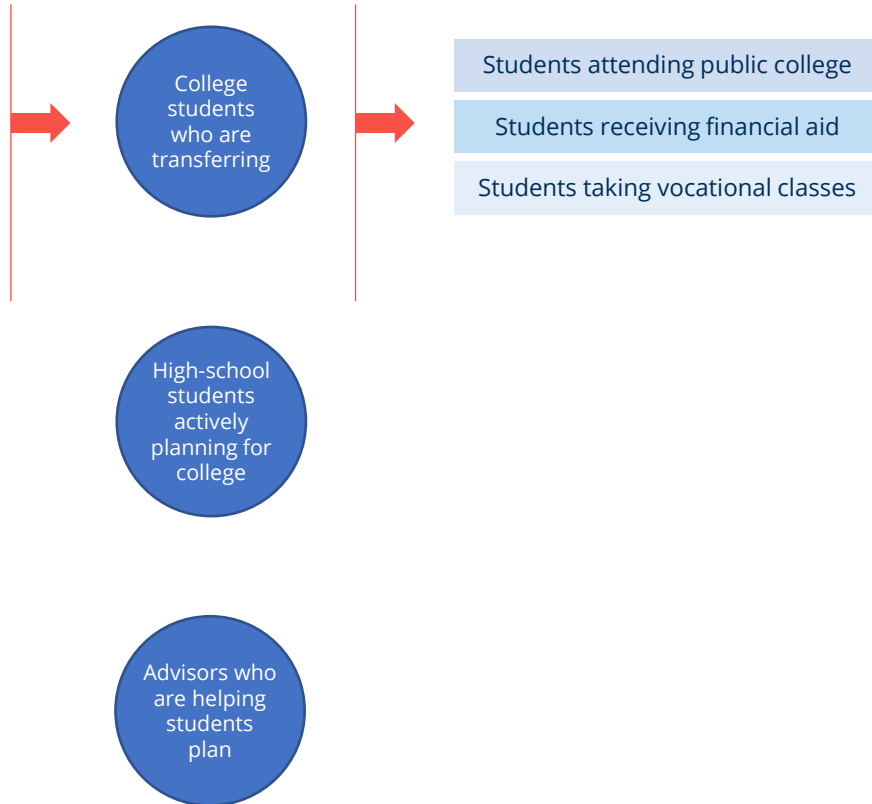 College
students
who are
transferring
Students attending public college
Students receiving financial aid
Students taking vocational classes
High-school
students
actively
planning for
college
Advisors who
are helping
students
plan